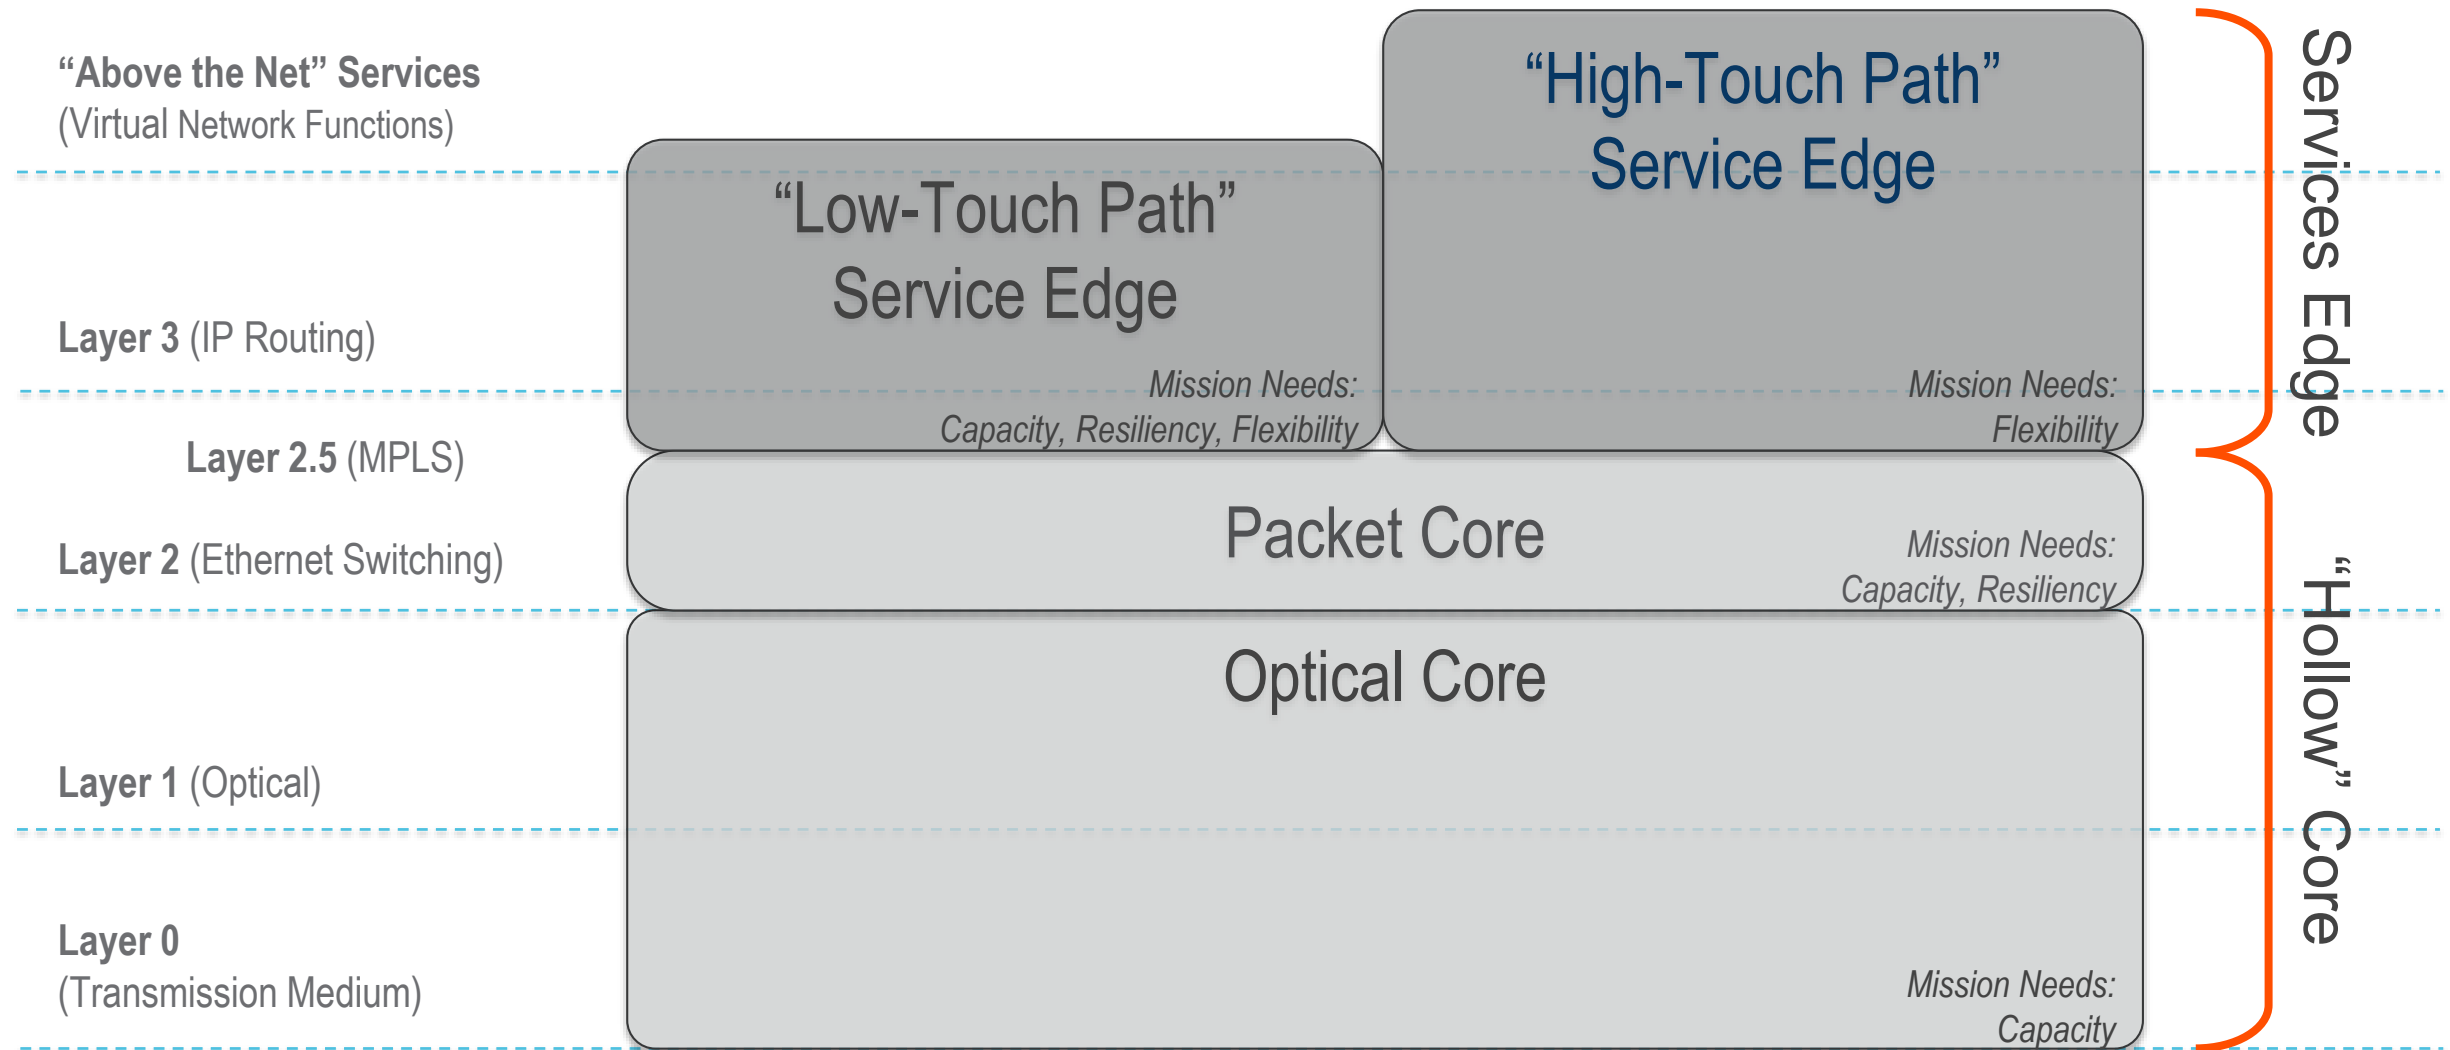 “Above the Net” Services
(Virtual Network Functions)
Layer 3 (IP Routing)
Layer 2.5 (MPLS)
Layer 2 (Ethernet Switching)
Layer 1 (Optical)
Layer 0
(Transmission Medium)
“Low-Touch Path”
Service Edge
Mission Needs:
Capacity, Resiliency, Flexibility
“High-Touch Path”
Service Edge
Mission Needs:
Flexibility
Packet Core
Mission Needs:
Capacity, Resiliency
Optical Core
Mission Needs:
Capacity
Services Edge
“Hollow” Core